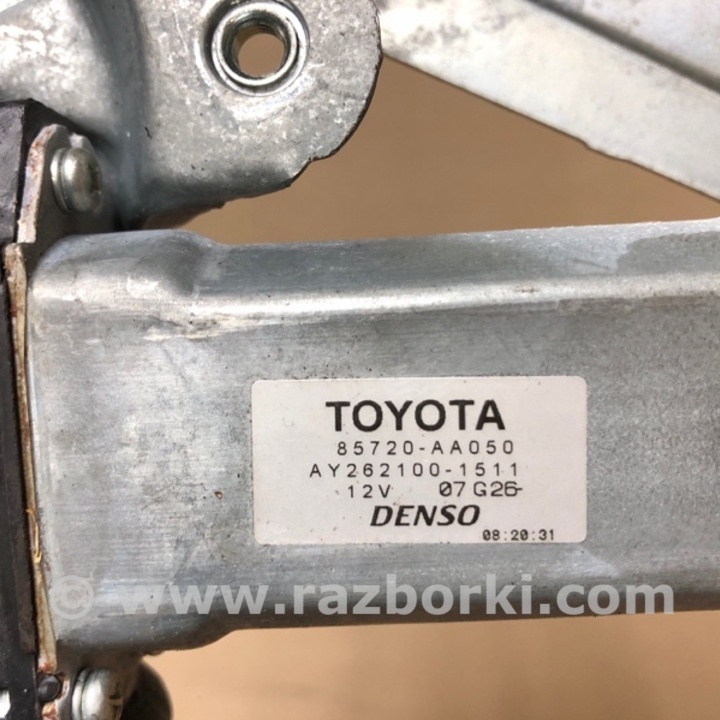 TOYOTA
85720-AA050
AY262100-1511
12V 07G26-
DENSO
08:20:31
© www.razborki.com